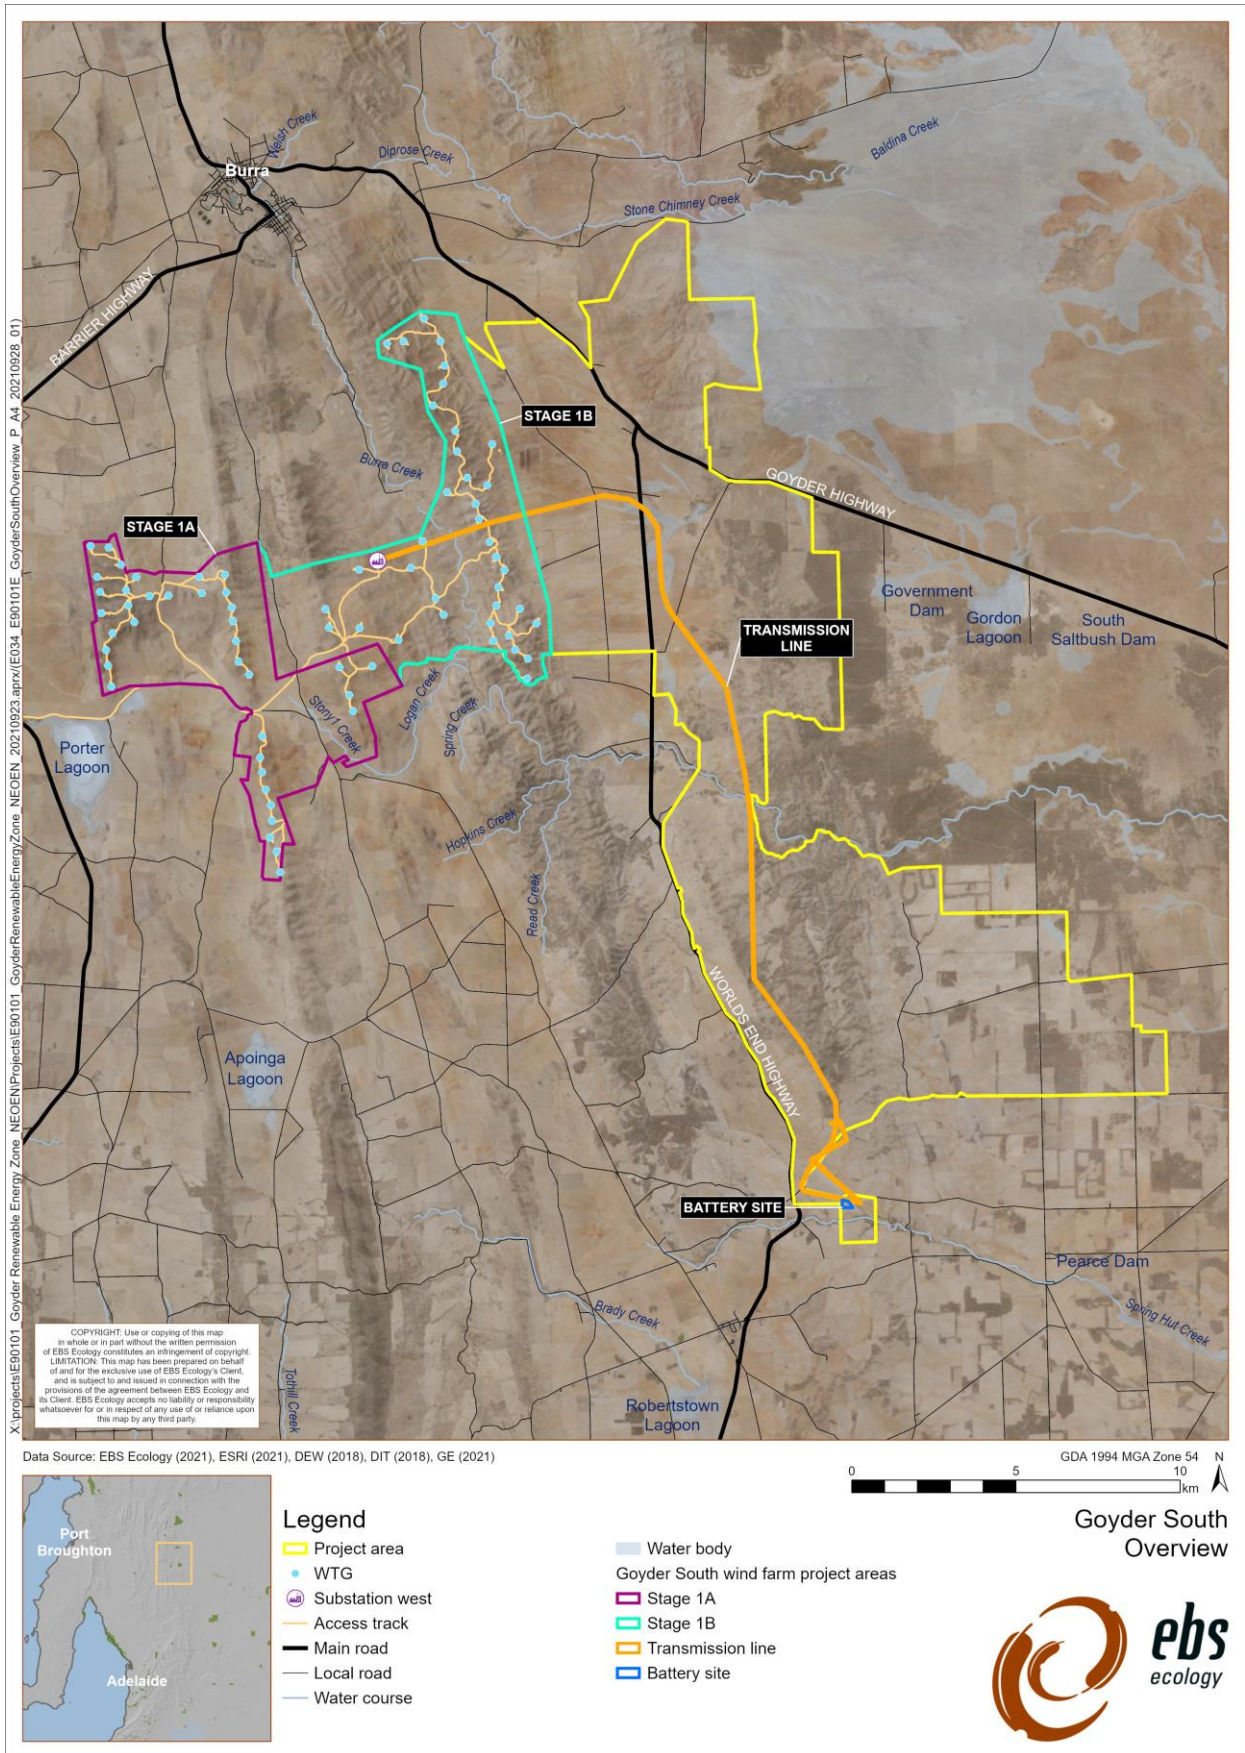 X:\projects\E90101_Goyder Renewable Energy Zone_NEOEN\Projects\E90101_GoyderRenewableEnergyZone_NEOEN_20210923.aprx\(E034_E90101E_GoyderSouthOverview_P_A4_20210928_01)
Welsh Creek
Diprose Creek
Baldina Creek
Burra
Stone Chimney Creek
BARRIER HIGHWAY
STAGE 1B
Burra Creek
GOYDER HIGHWAY
STAGE 1A
Government
Dam
Gordon
Lagoon
South
Saltbush Dam
TRANSMISSION
LINE
Stony1 Creek
Logan Creek
Spring Creek
Porter
Lagoon
Hopkins Creek
Read Creek
WORLDS END HIGHWAY
Apoinga
Lagoon
BATTERY SITE
Pearce Dam
Brady Creek
Spring Hut Creek
Tothill Creek
Robertstown
Lagoon
COPYRIGHT: Use or copying of this map
in whole or in part without the written permission
of EBS Ecology constitutes an infringement of copyright.
LIMITATION: This map has been prepared on behalf
of and for the exclusive use of EBS Ecology's Client,
and is subject to and issued in connection with the
provisions of the agreement between EBS Ecology and
its Client. EBS Ecology accepts no liability or responsibility
whatsoever for or in respect of any use of or reliance upon
this map by any third party.
Data Source: EBS Ecology (2021), ESRI (2021), DEW (2018), DIT (2018), GE (2021)
GDA 1994 MGA Zone 54 N
0 5 10
km
Port
Broughton
Adelaide
Legend
Project area
WTG
Substation west
Access track
Main road
Local road
Water course
Water body
Goyder South wind farm project areas
Stage 1A
Stage 1B
Transmission line
Battery site
Goyder South
Overview
ebs
ecology